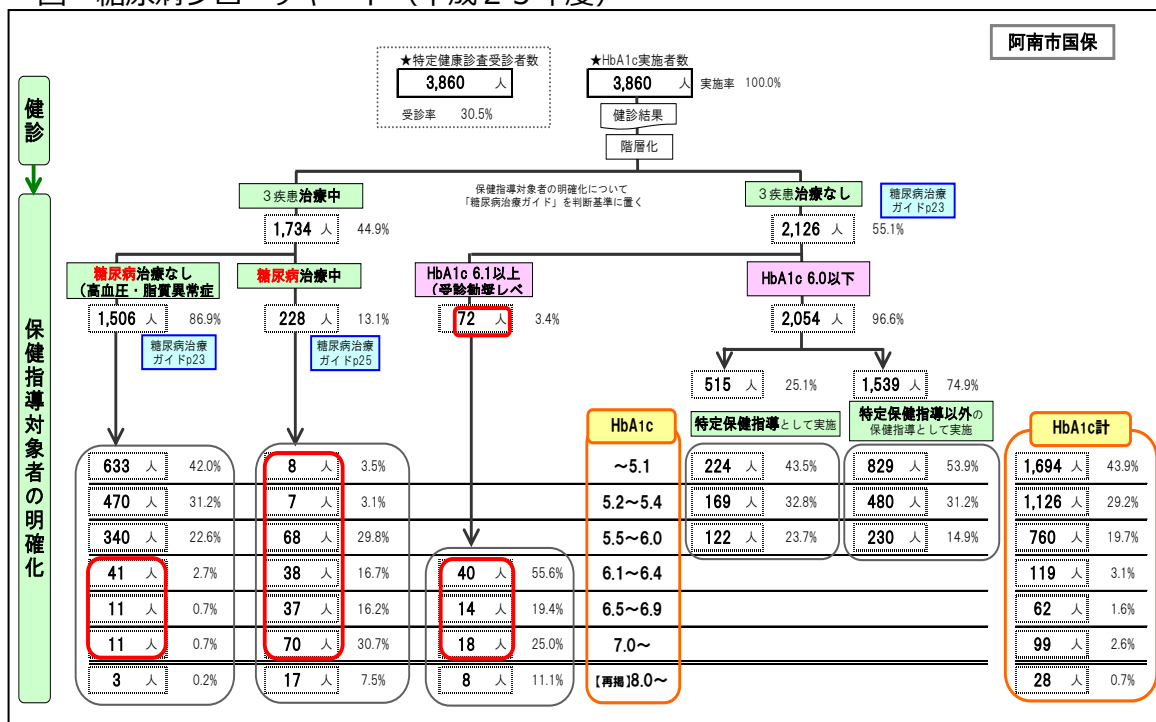 図 糖尿病フローチャート（平成２５年度）
阿南市国保
★特定健康診査受診者数
3,860 人
受診率 30.5%
★HbA1c実施者数
3,860 人 実施率 100.0%
健診結果
階層化
健診
保健指導対象者の明確化
保健指導対象者の明確化について
「糖尿病治療ガイド」を判断基準に置く
３疾患治療中
1,734 人 44.9%
３疾患治療なし
糖尿病治療
ガイドp23
2,126 人 55.1%
糖尿病治療なし
（高血圧・脂質異常症
1,506 人 86.9%
糖尿病治療
ガイドp23
糖尿病治療中
228 人 13.1%
糖尿病治療
ガイドp25
HbA1c 6.1以上
（受診勧奨レベ
72 人 3.4%
HbA1c 6.0以下
2,054 人 96.6%
515 人 25.1%
1,539 人 74.9%
HbA1c
特定保健指導として実施
特定保健指導以外の
保健指導として実施
HbA1c計
633 人 42.0% 8 人 3.5% ～5.1 224 人 43.5% 829 人 53.9% 1,694 人 43.9%
470 人 31.2% 7 人 3.1% 5.2～5.4 169 人 32.8% 480 人 31.2% 1,126 人 29.2%
340 人 22.6% 68 人 29.8% 5.5～6.0 122 人 23.7% 230 人 14.9% 760 人 19.7%
41 人 2.7% 38 人 16.7% 40 人 55.6% 6.1～6.4 119 人 3.1%
11 人 0.7% 37 人 16.2% 14 人 19.4% 6.5～6.9 62 人 1.6%
11 人 0.7% 70 人 30.7% 18 人 25.0% 7.0～ 99 人 2.6%
3 人 0.2% 17 人 7.5% 8 人 11.1% 【再掲】8.0～ 28 人 0.7%